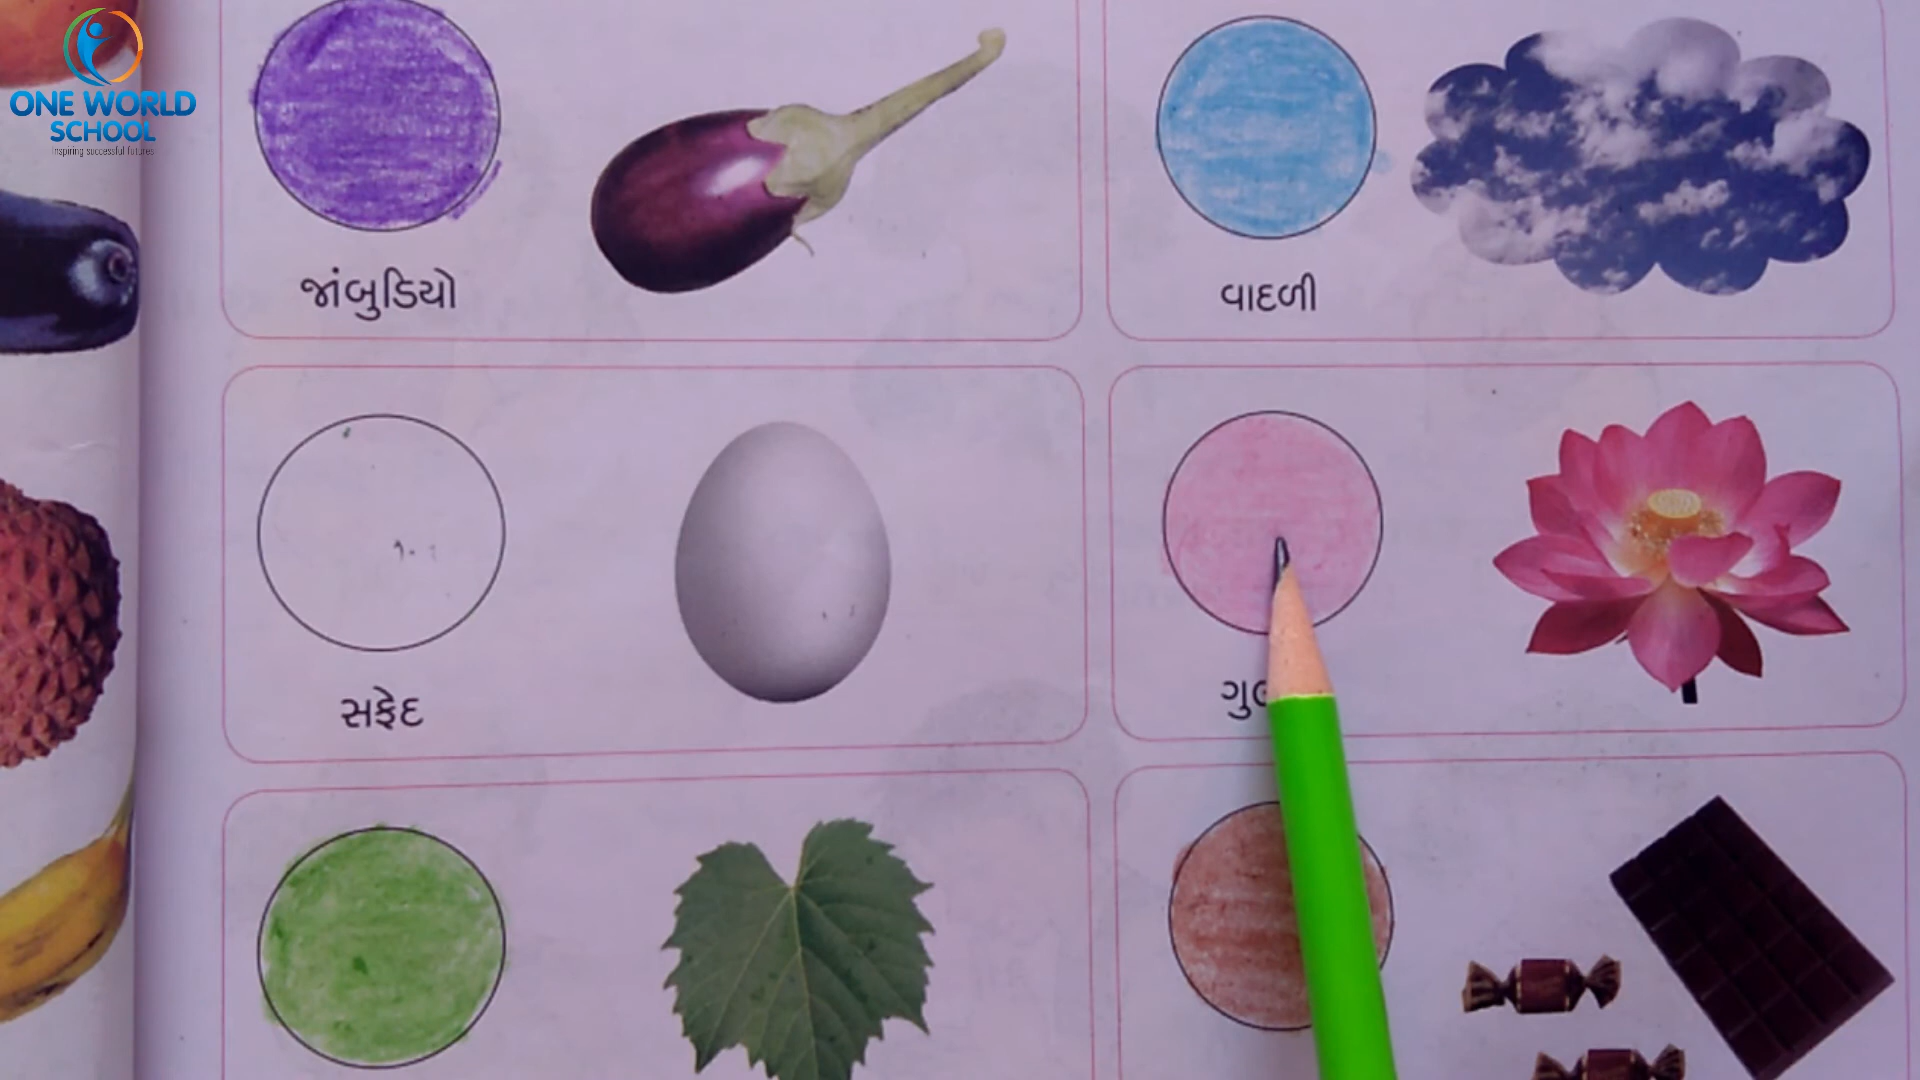 ONE WORLD
SCHOOL
inspiring successful futures
જાંબુડિયો
વાદળી
સફેદ